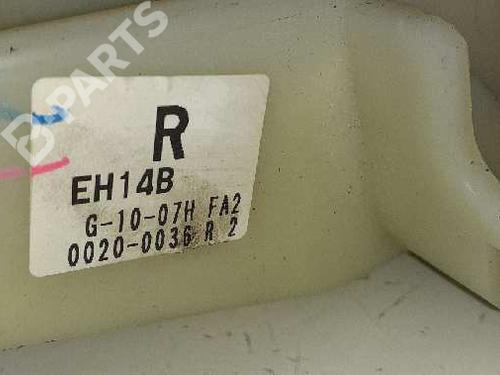 B-PARTS
R
EH14B
G-10-07H FA2
0020-0036 R 2